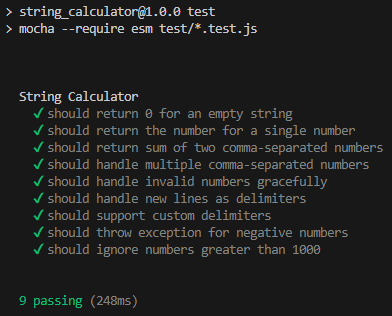 > string_calculator@1.0.0 test
> mocha --require esm test/*.test.js
String Calculator
✓ should return 0 for an empty string
✓ should return the number for a single number
✓ should return sum of two comma-separated numbers
✓ should handle multiple comma-separated numbers
✓ should handle invalid numbers gracefully
✓ should handle new lines as delimiters
✓ should support custom delimiters
✓ should throw exception for negative numbers
✓ should ignore numbers greater than 1000
9 passing (248ms)